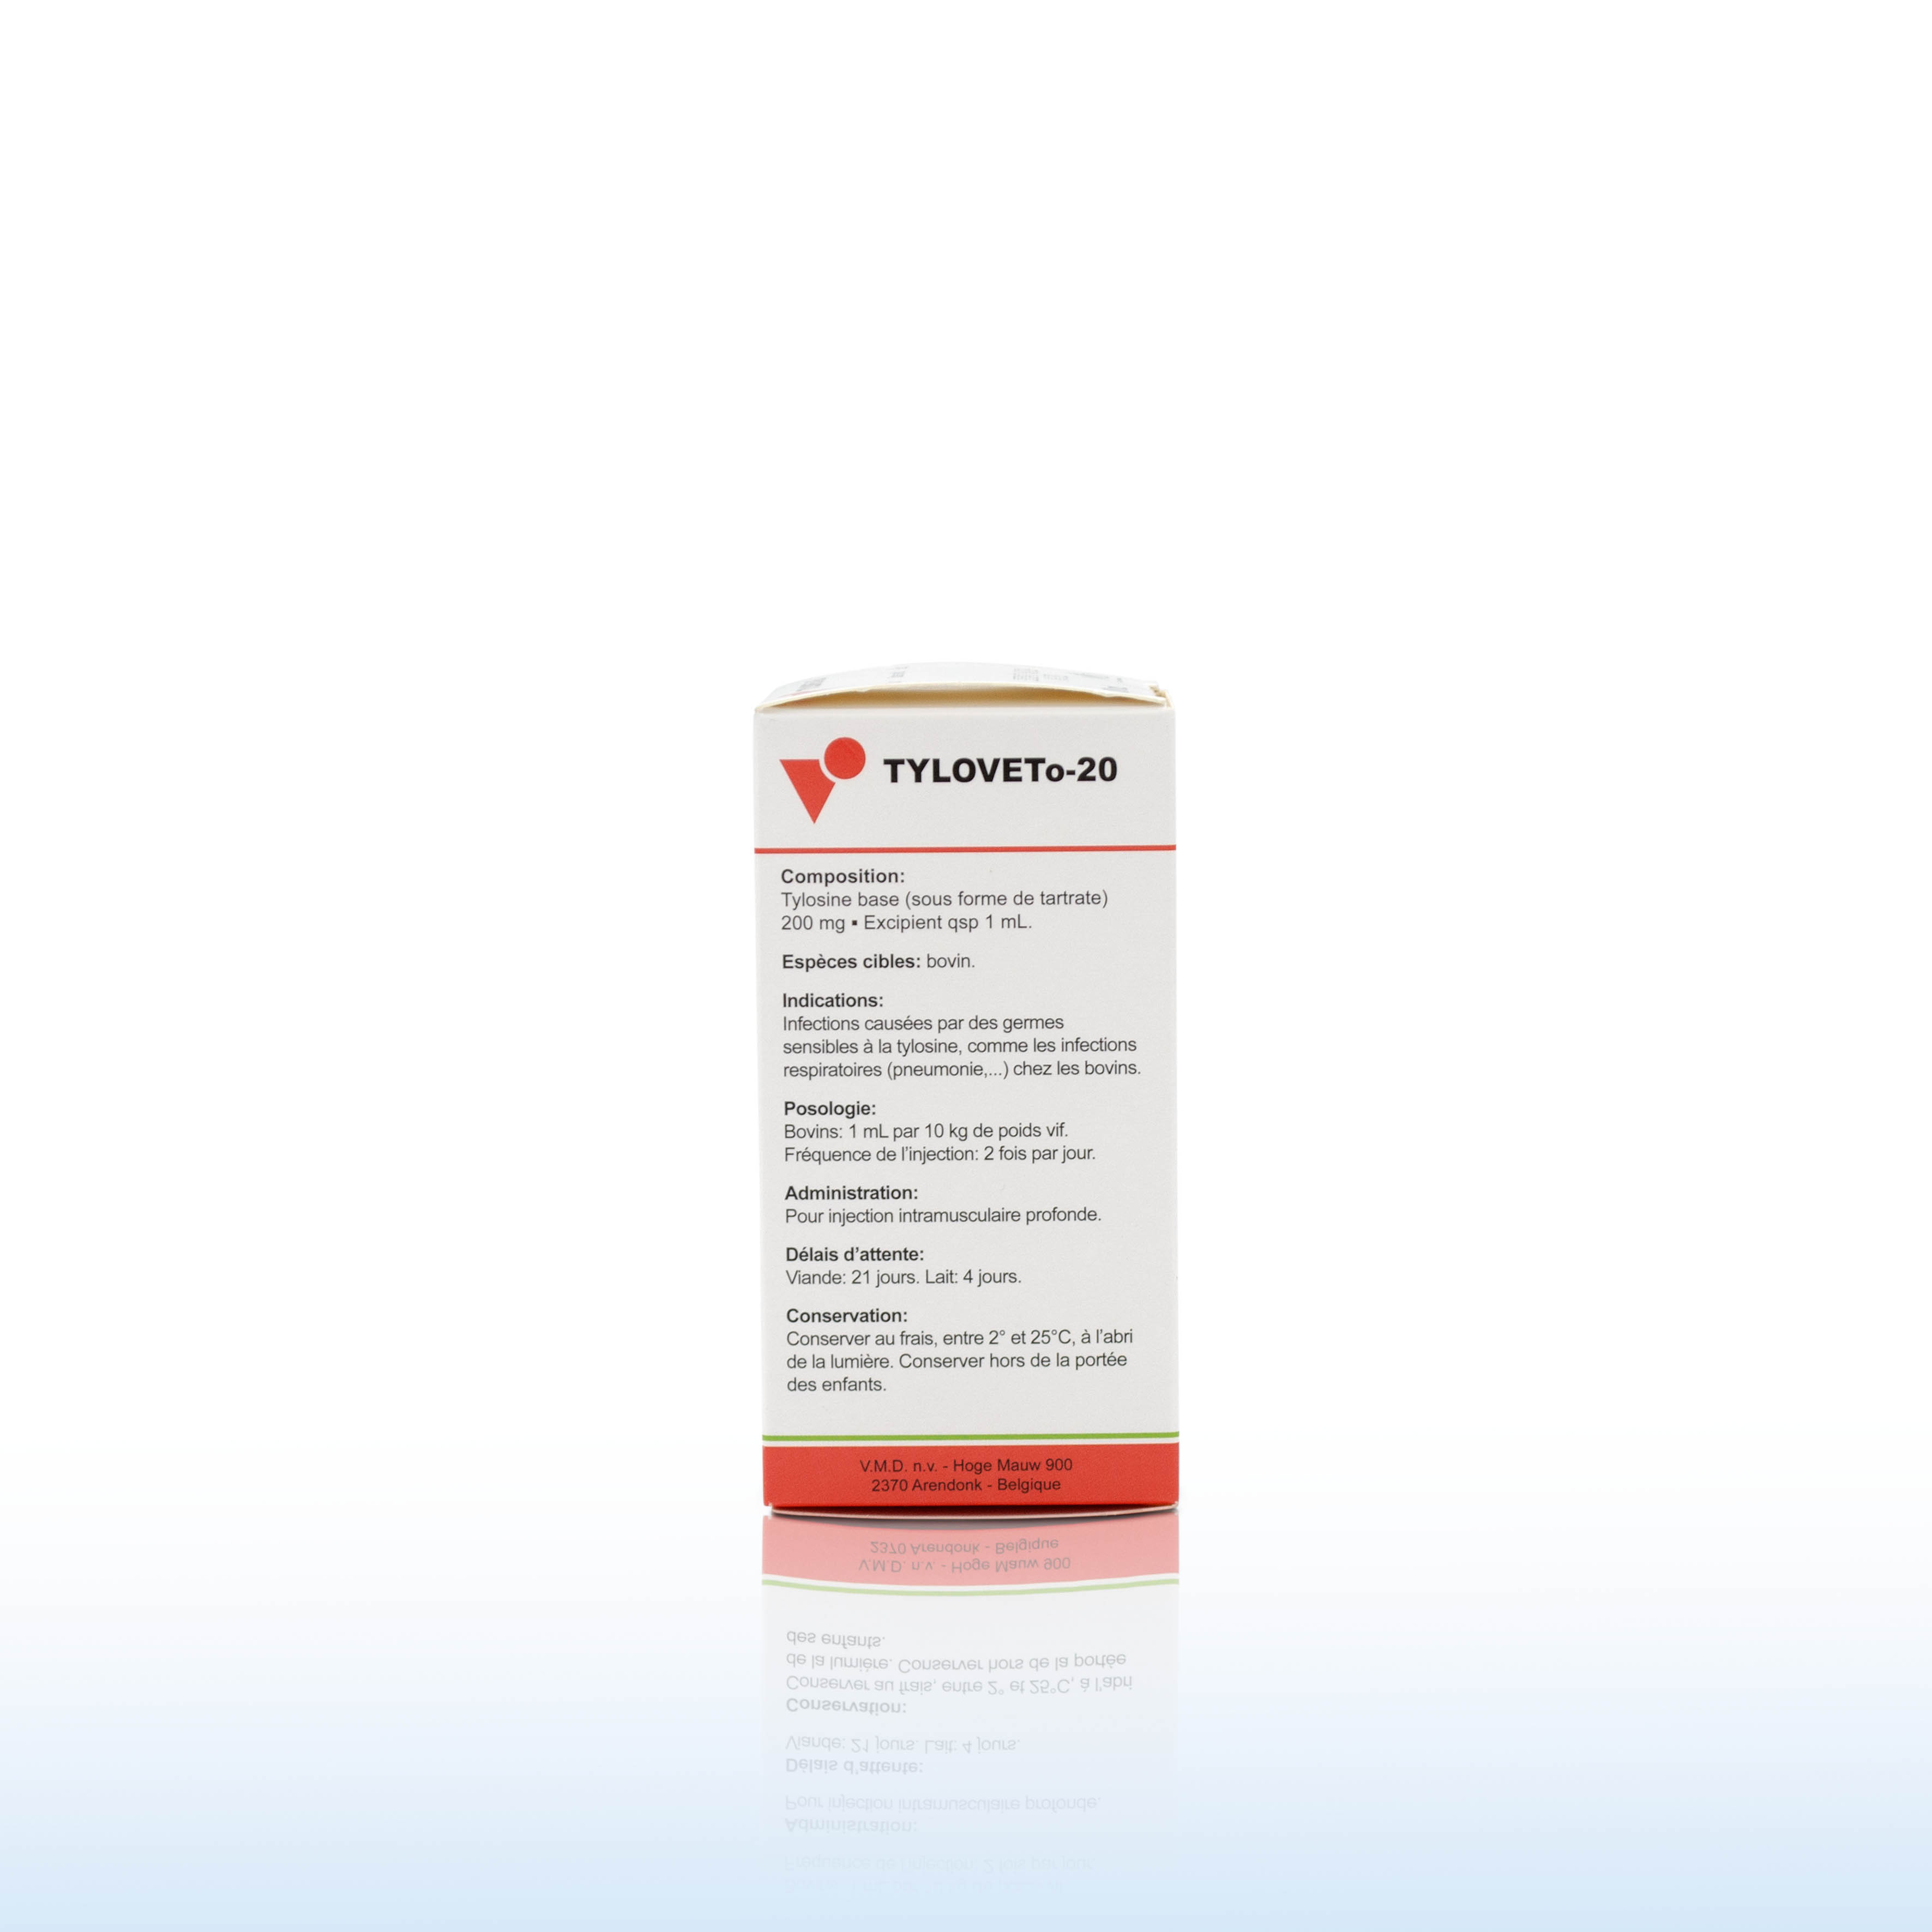 TYLOVETo-20
Composition:
Tylosine base (sous forme de tartrate)
200 mg ▪ Excipient qsp 1 mL.
Espèces cibles: bovin.
Indications:
Infections causées par des germes
sensibles à la tylosine, comme les infections
respiratoires (pneumonie,...) chez les bovins.
Posologie:
Bovins: 1 mL par 10 kg de poids vif.
Fréquence de l’injection: 2 fois par jour.
Administration:
Pour injection intramusculaire profonde.
Délais d’attente:
Viande: 21 jours. Lait: 4 jours.
Conservation:
Conserver au frais, entre 2° et 25°C, à l’abri
de la lumière. Conserver hors de la portée
des enfants.
V.M.D. n.v. - Hoge Mauw 900
2370 Arendonk - Belgique